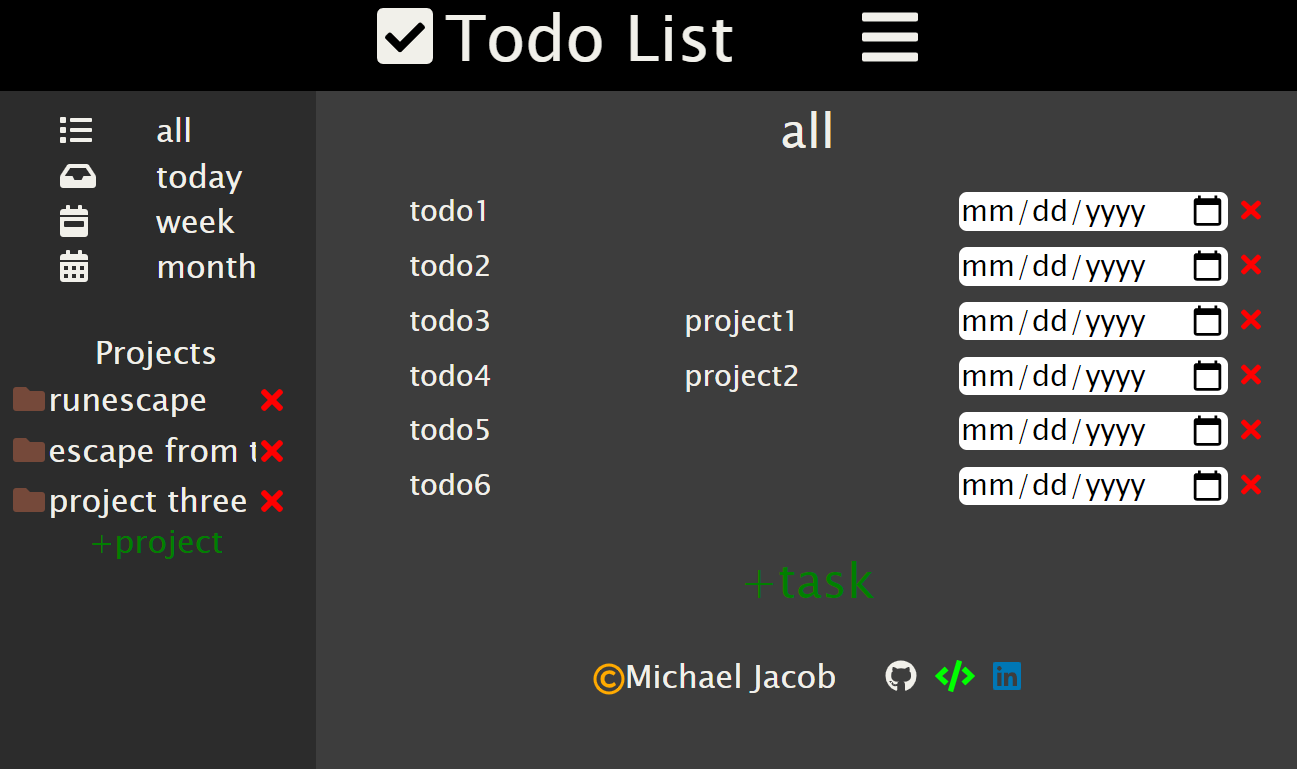 Todo List
all
today
week
month
Projects
runescape
escape from t
project three
+project
all
todo1 mm/dd/yyyy
todo2 mm/dd/yyyy
todo3 project1 mm/dd/yyyy
todo4 project2 mm/dd/yyyy
todo5 mm/dd/yyyy
todo6 mm/dd/yyyy
+task
©Michael Jacob </> in